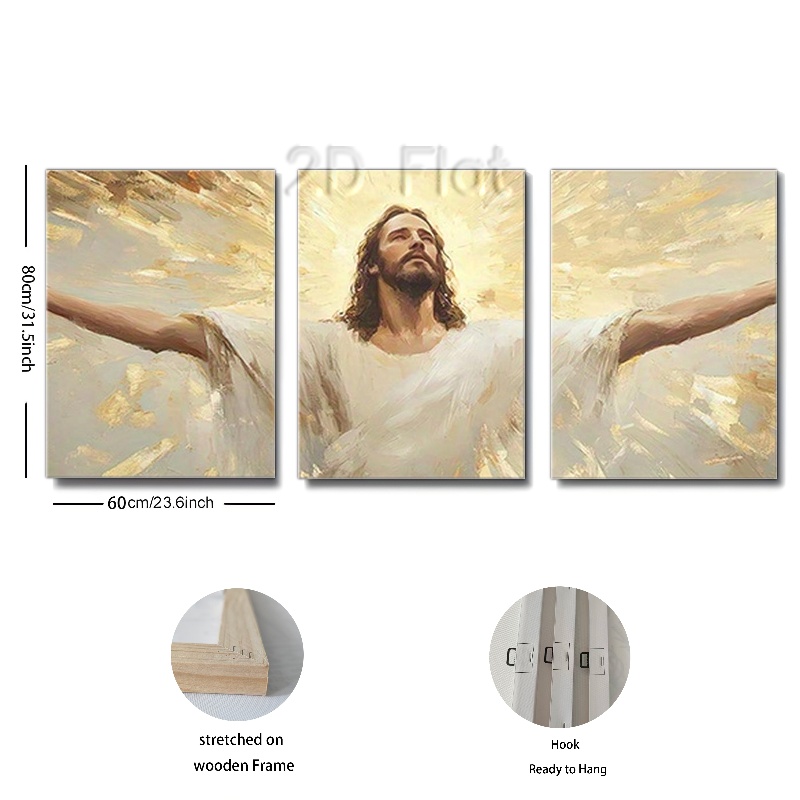 2D Flat
80cm/31.5inch
60cm/23.6inch
stretched on
wooden Frame
Hook
Ready to Hang